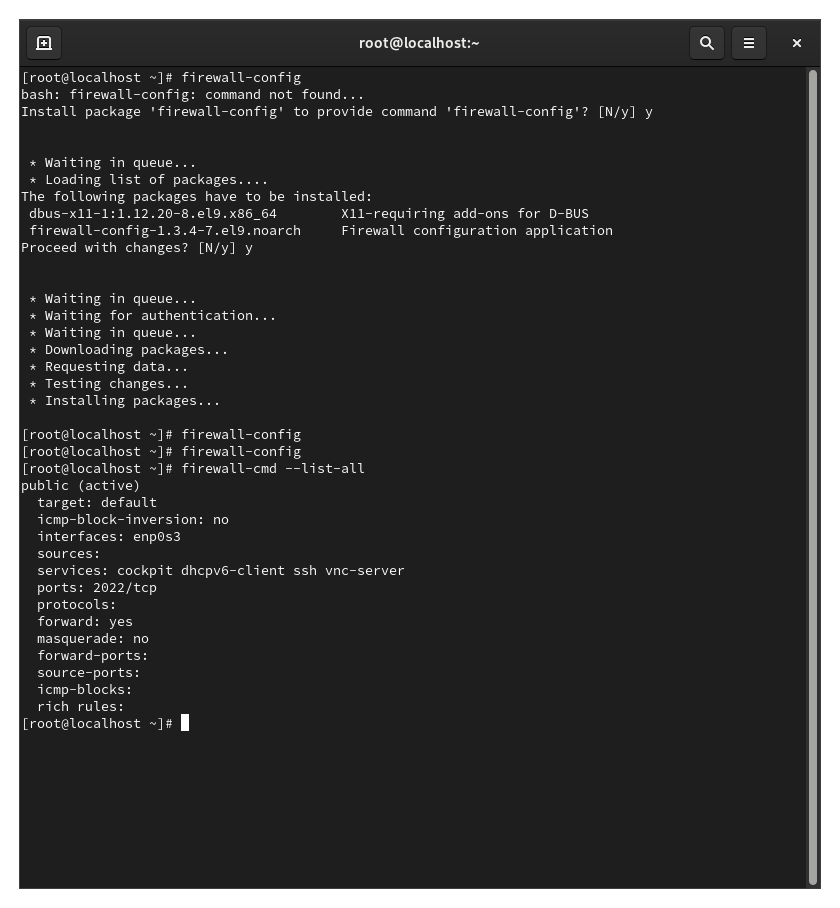 root@localhost:~
[root@localhost ~]# firewall-config
bash: firewall-config: command not found...
Install package 'firewall-config' to provide command 'firewall-config'? [N/y] y
 * Waiting in queue...
 * Loading list of packages....
The following packages have to be installed:
 dbus-x11-1:1.12.20-8.el9.x86_64        X11-requiring add-ons for D-BUS
 firewall-config-1.3.4-7.el9.noarch     Firewall configuration application
Proceed with changes? [N/y] y
 * Waiting in queue...
 * Waiting for authentication...
 * Waiting in queue...
 * Downloading packages...
 * Requesting data...
 * Testing changes...
 * Installing packages...
[root@localhost ~]# firewall-config
[root@localhost ~]# firewall-config
[root@localhost ~]# firewall-cmd --list-all
public (active)
  target: default
  icmp-block-inversion: no
  interfaces: enp0s3
  sources:
  services: cockpit dhcpv6-client ssh vnc-server
  ports: 2022/tcp
  protocols:
  forward: yes
  masquerade: no
  forward-ports:
  source-ports:
  icmp-blocks:
  rich rules:
[root@localhost ~]#